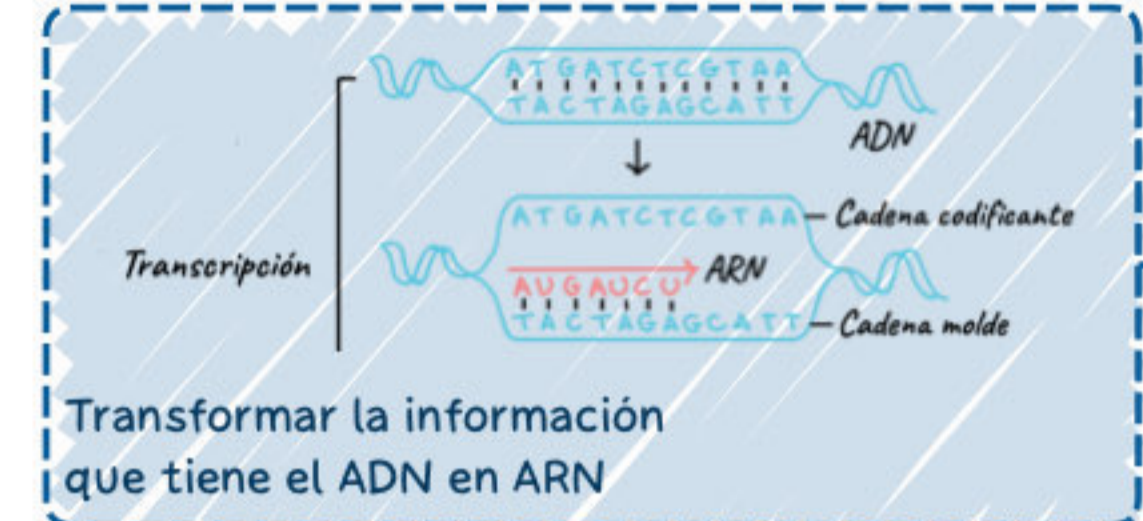 ATGATCTCGTAA
TACTAGAGCATT
ADN
ATGATCTCGTAA
Cadena codificante
Transcripción
ARN
AUGAUCU
TACTAGAGCATT
Cadena molde
Transformar la información
que tiene el ADN en ARN